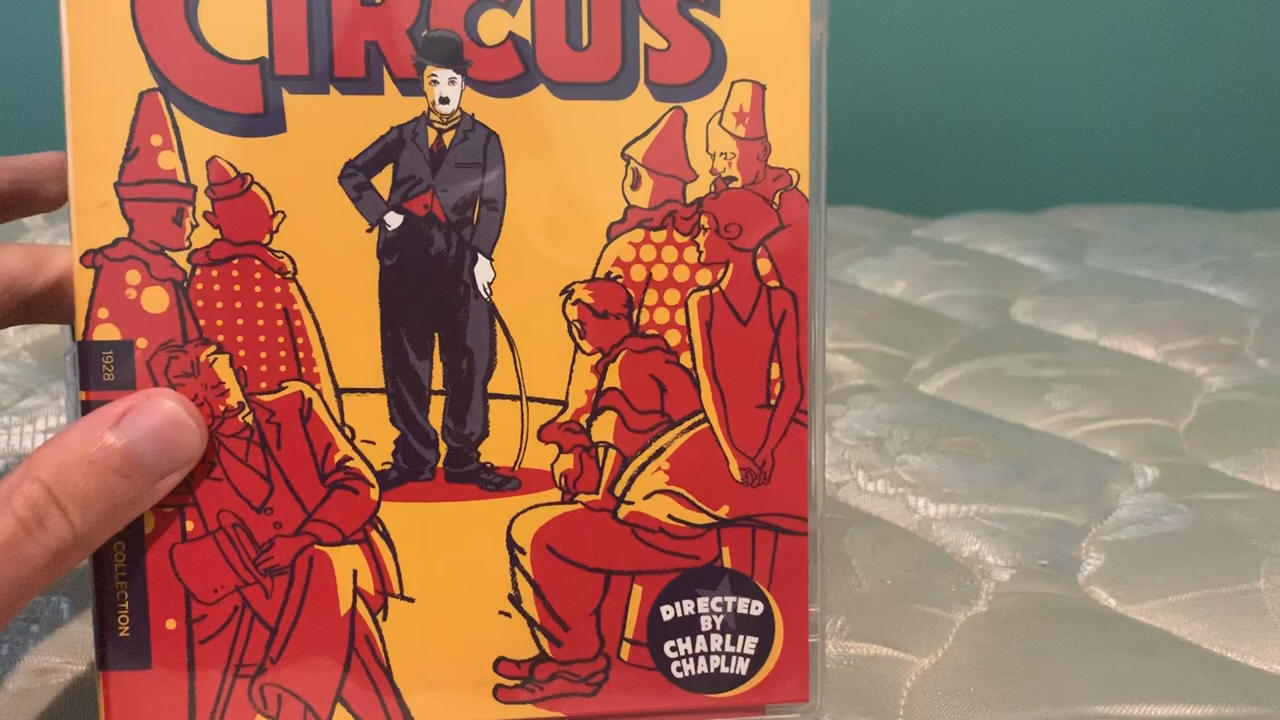 CIRCUS
1928
COLLECTION
DIRECTED
BY
CHARLIE
CHAPLIN